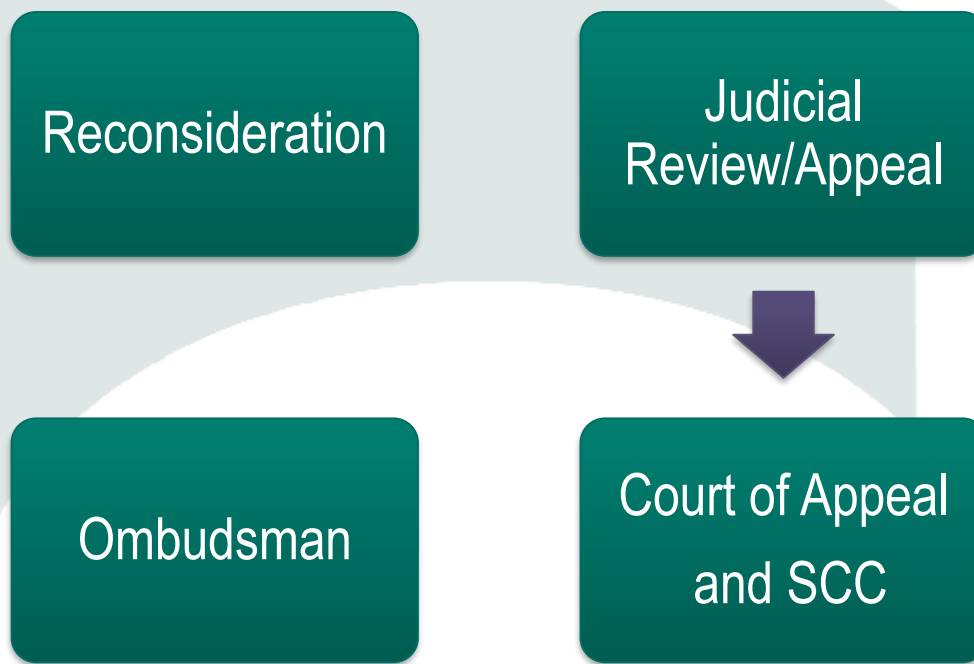 Reconsideration
Judicial
Review/Appeal
Ombudsman
Court of Appeal
and SCC